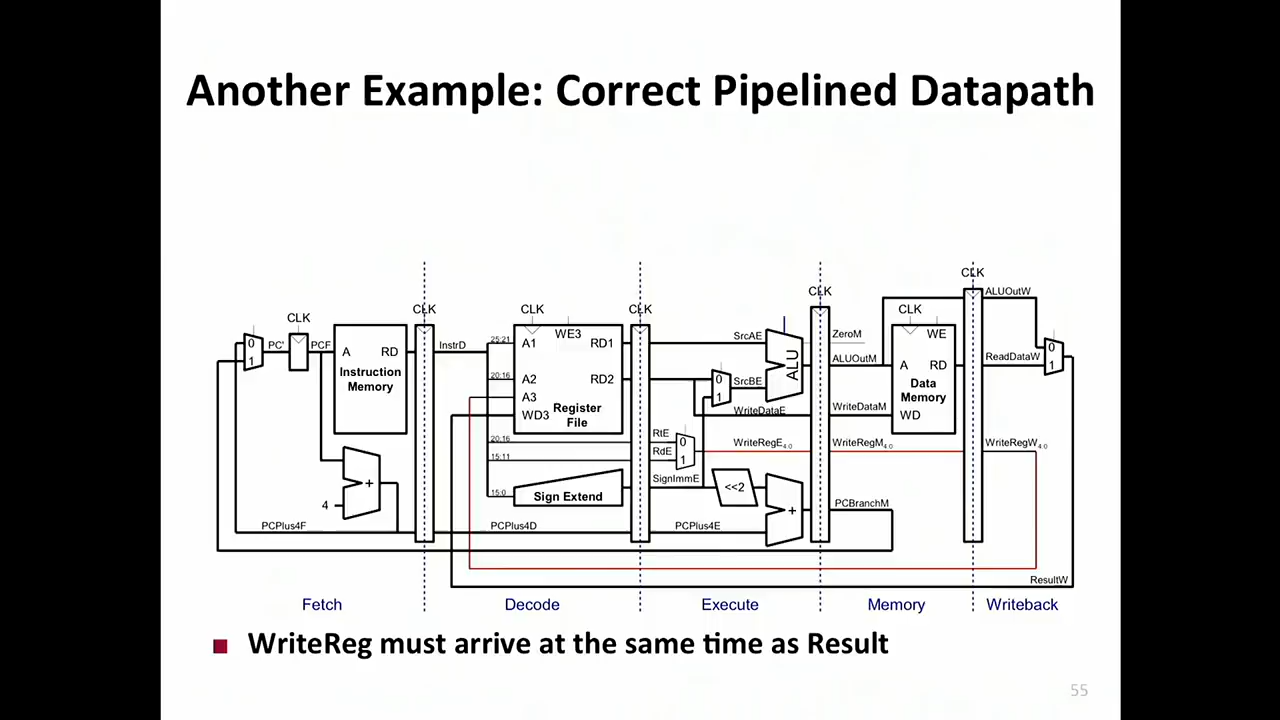 Another Example: Correct Pipelined Datapath
CLK
CLK
CLK
CLK
CLK
CLK
CLK
CLK
0
1
PC'
PCF
A
RD
Instruction
Memory
InstrD
25:21
20:16
A1
A2
A3
WD3
WE3
RD1
RD2
Register
File
20:16
15:11
15:0
Sign Extend
RtE
RdE
0
1
SignImmE
SrcAE
0
1
SrcBE
ALU
WriteDataE
WriteRegE4:0
<<2
+
ZeroM
ALUOutM
WriteDataM
WriteRegM4:0
PCBranchM
WE
A
RD
Data
Memory
WD
ALUOutW
ReadDataW
0
1
WriteRegW4:0
+
4
PCPlus4F
PCPlus4D
PCPlus4E
ResultW
Fetch
Decode
Execute
Memory
Writeback
WriteReg must arrive at the same time as Result
55